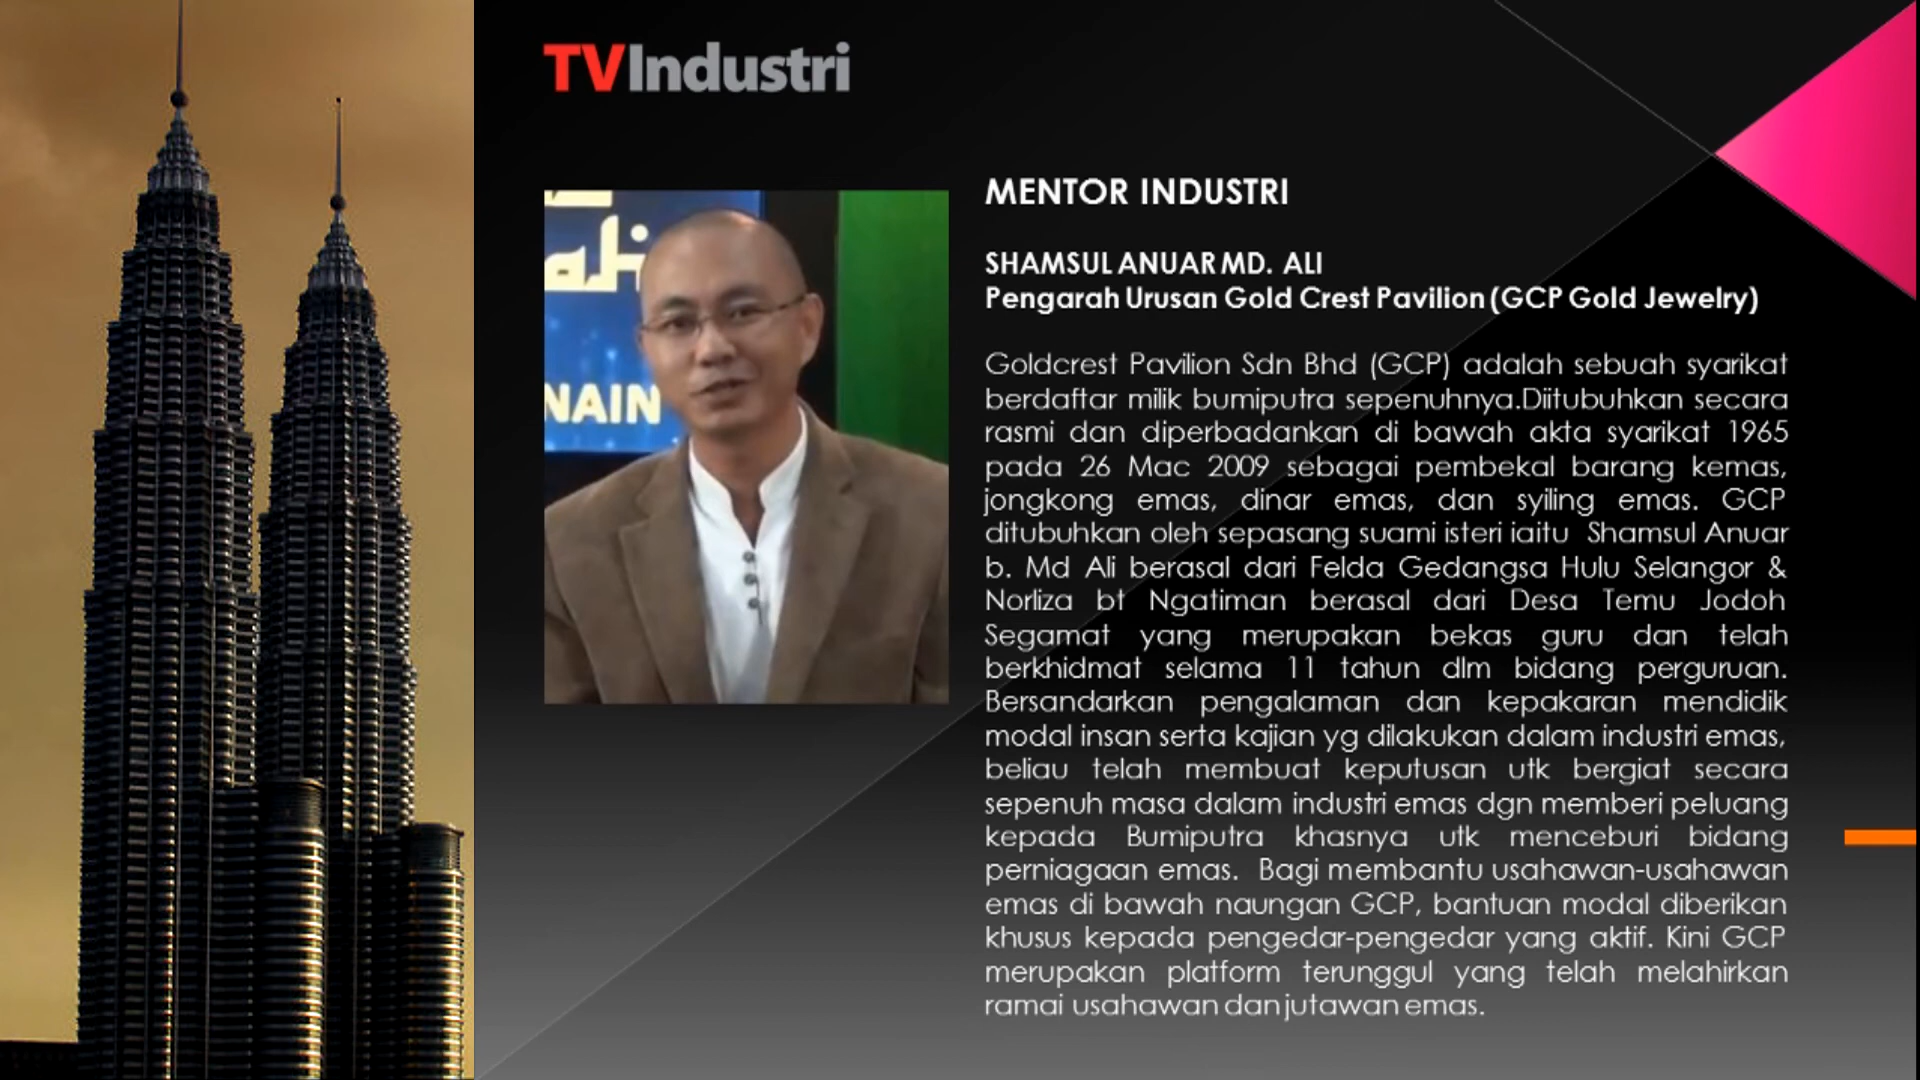 TVIndustri
MENTOR INDUSTRI
SHAMSUL ANUAR MD. ALI
Pengarah Urusan Gold Crest Pavilion (GCP Gold Jewelry)
Goldcrest Pavilion Sdn Bhd (GCP) adalah sebuah syarikat
berdaftar milik bumiputra sepenuhnya.Diitubuhkan secara
rasmi dan diperbadankan di bawah akta syarikat 1965
pada 26 Mac 2009 sebagai pembekal barang kemas,
jongkong emas, dinar emas, dan syiling emas. GCP
ditubuhkan oleh sepasang suami isteri iaitu Shamsul Anuar
b. Md Ali berasal dari Felda Gedangsa Hulu Selangor &
Norliza bt Ngatiman berasal dari Desa Temu Jodoh
Segamat yang merupakan bekas guru dan telah
berkhidmat selama 11 tahun dlm bidang perguruan.
Bersandarkan pengalaman dan kepakaran mendidik
modal insan serta kajian yg dilakukan dalam industri emas,
beliau telah membuat keputusan utk bergiat secara
sepenuh masa dalam industri emas dgn memberi peluang
kepada Bumiputra khasnya utk menceburi bidang
perniagaan emas. Bagi membantu usahawan-usahawan
emas di bawah naungan GCP, bantuan modal diberikan
khusus kepada pengedar-pengedar yang aktif. Kini GCP
merupakan platform terunggul yang telah melahirkan
ramai usahawan dan jutawan emas.
NAIN